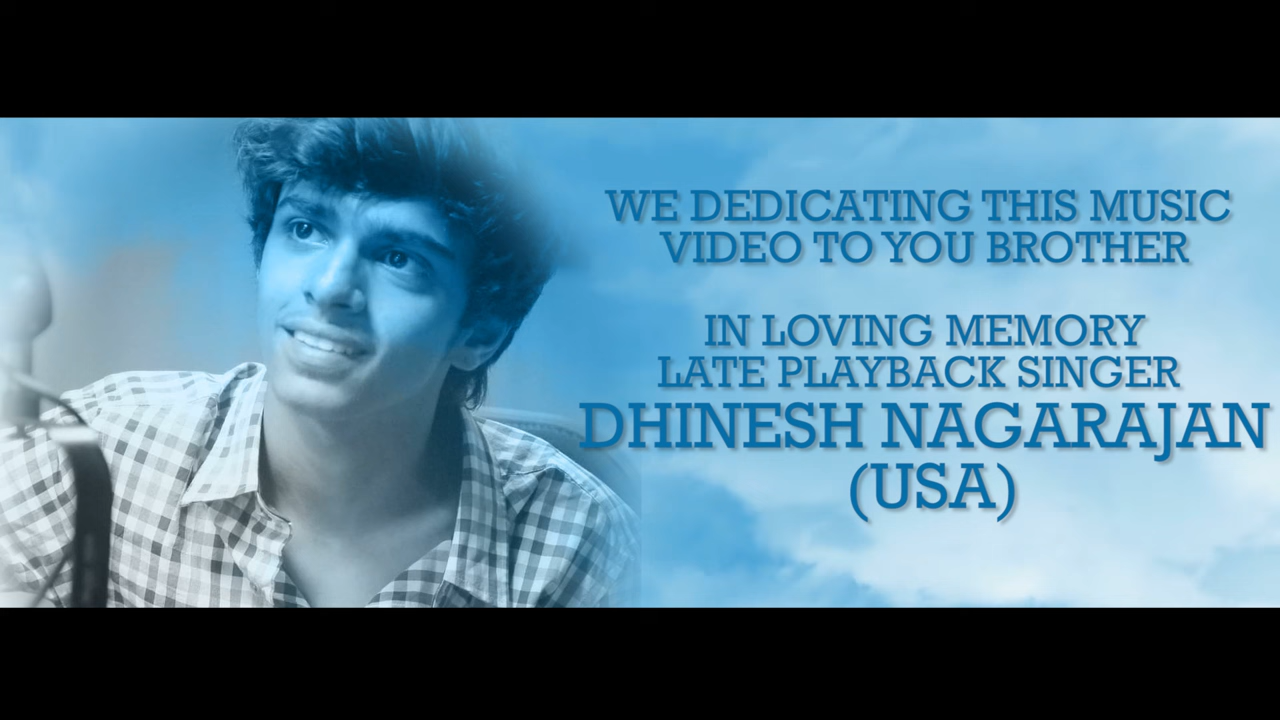 WE DEDICATING THIS MUSIC
VIDEO TO YOU BROTHER
IN LOVING MEMORY
LATE PLAYBACK SINGER
DHINESH NAGARAJAN
(USA)